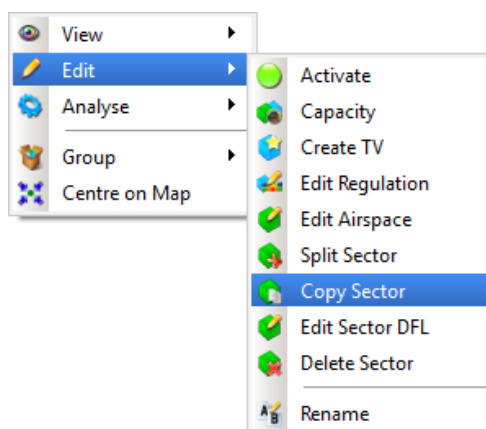 View
Edit
Analyse
Group
Centre on Map
Activate
Capacity
Create TV
Edit Regulation
Edit Airspace
Split Sector
Copy Sector
Edit Sector DFL
Delete Sector
Rename